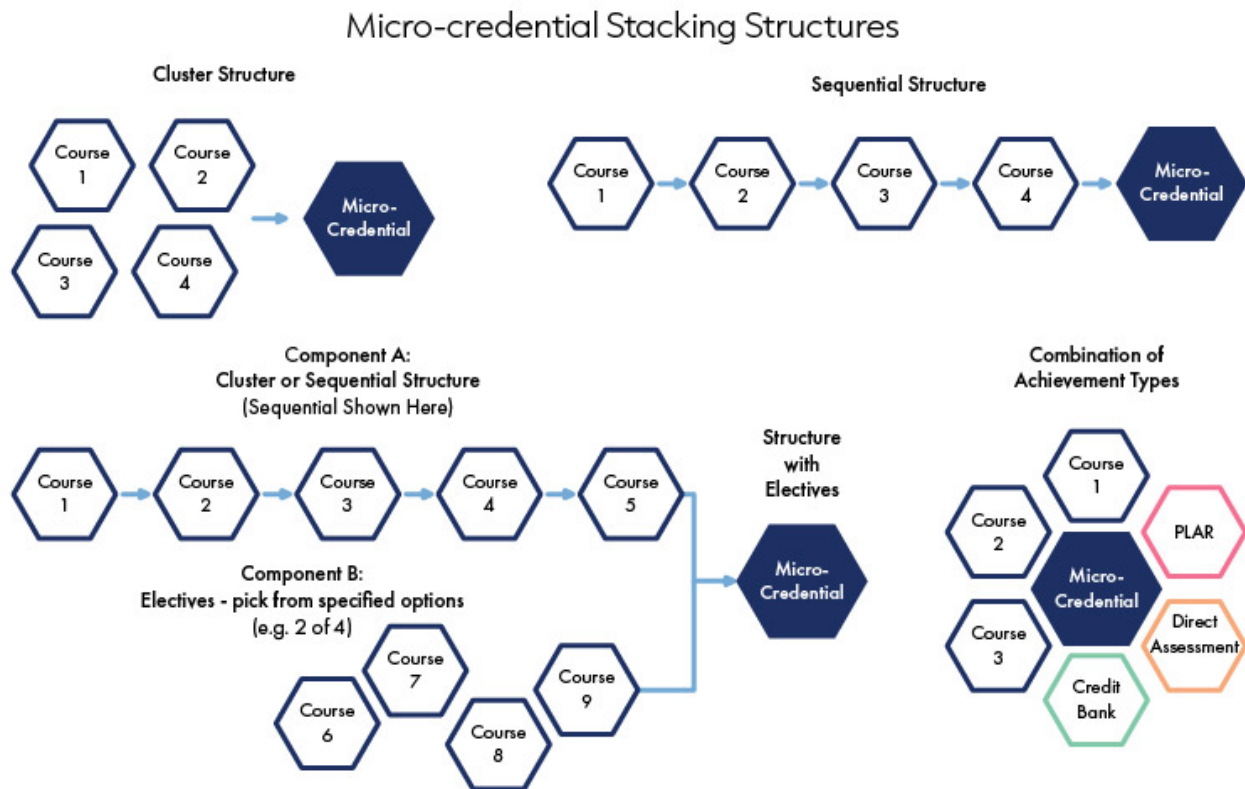 Micro-credential Stacking Structures
Cluster Structure
Course
1
Course
2
Course
3
Course
4
Micro-
Credential
Sequential Structure
Course
1
Course
2
Course
3
Course
4
Micro-
Credential
Component A:
Cluster or Sequential Structure
(Sequential Shown Here)
Course
1
Course
2
Course
3
Course
4
Course
5
Component B:
Electives - pick from specified options
(e.g. 2 of 4)
Course
6
Course
7
Course
8
Course
9
Structure
with
Electives
Micro-
Credential
Combination of
Achievement Types
Course
1
Course
2
Course
3
Micro-
Credential
PLAR
Direct
Assessment
Credit
Bank